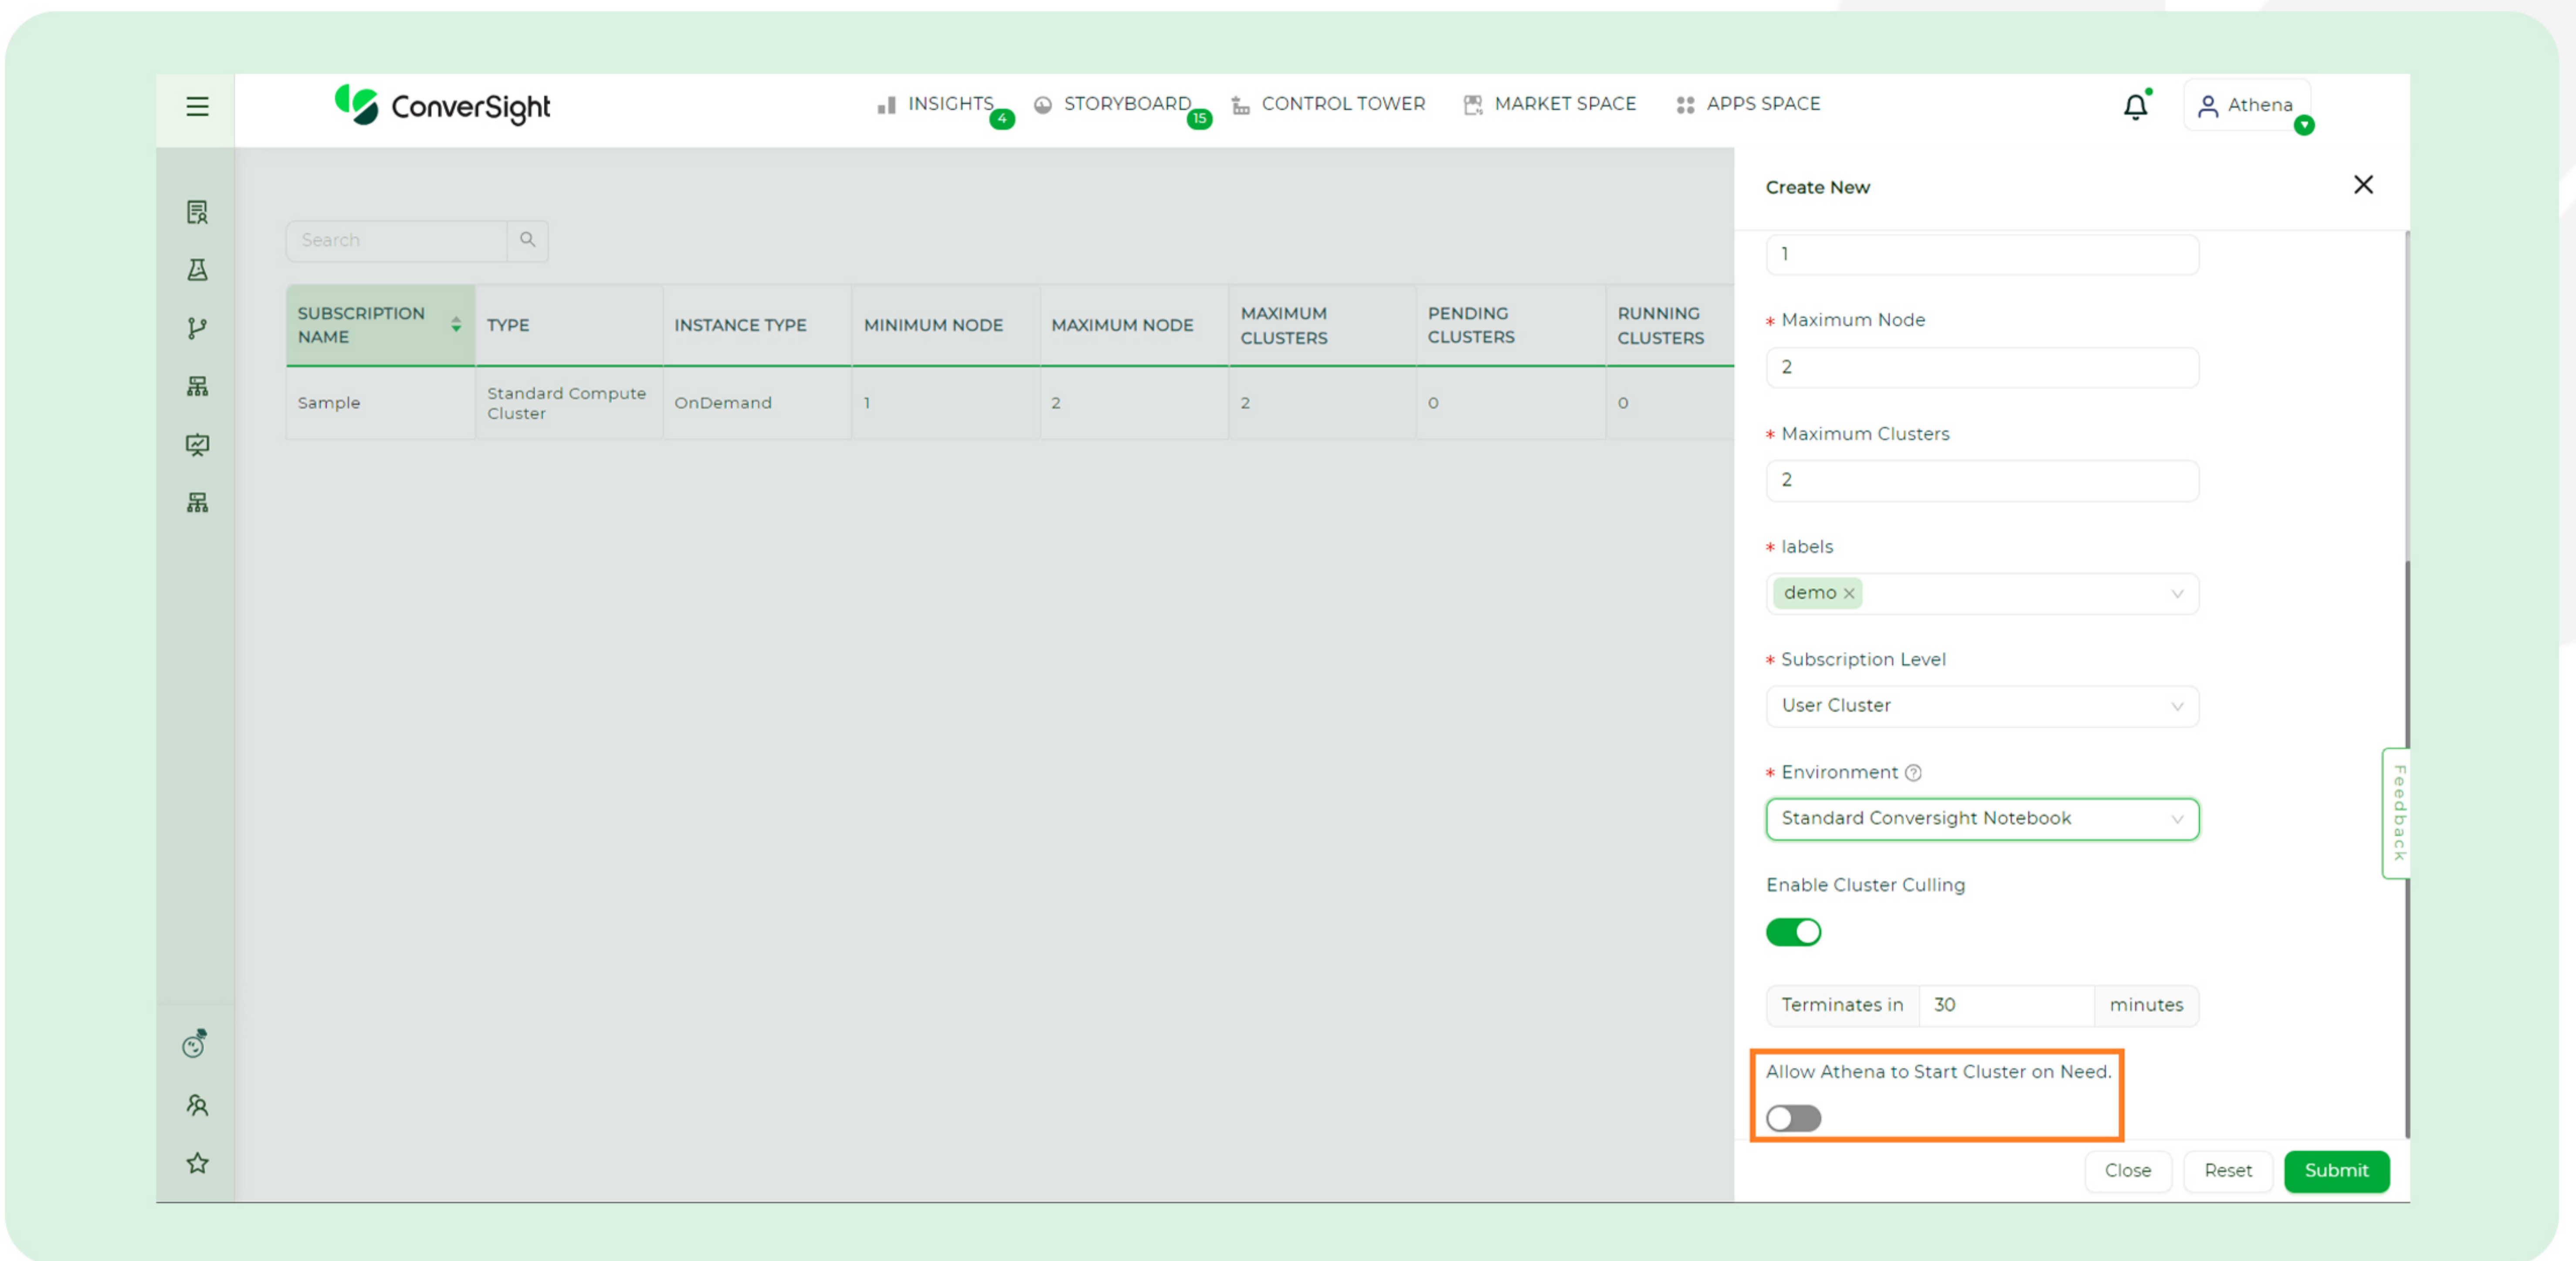 ConverSight
INSIGHTS 4
STORYBOARD 15
CONTROL TOWER
MARKET SPACE
APPS SPACE
Athena
Search
SUBSCRIPTION NAME
TYPE
INSTANCE TYPE
MINIMUM NODE
MAXIMUM NODE
MAXIMUM CLUSTERS
PENDING CLUSTERS
RUNNING CLUSTERS
Sample
Standard Compute Cluster
OnDemand
1
2
2
0
0
Create New
1
* Maximum Node
2
* Maximum Clusters
2
* labels
demo ×
* Subscription Level
User Cluster
* Environment ?
Standard Conversight Notebook
Enable Cluster Culling
Terminates in 30 minutes
Allow Athena to Start Cluster on Need.
Close Reset Submit
Feedback